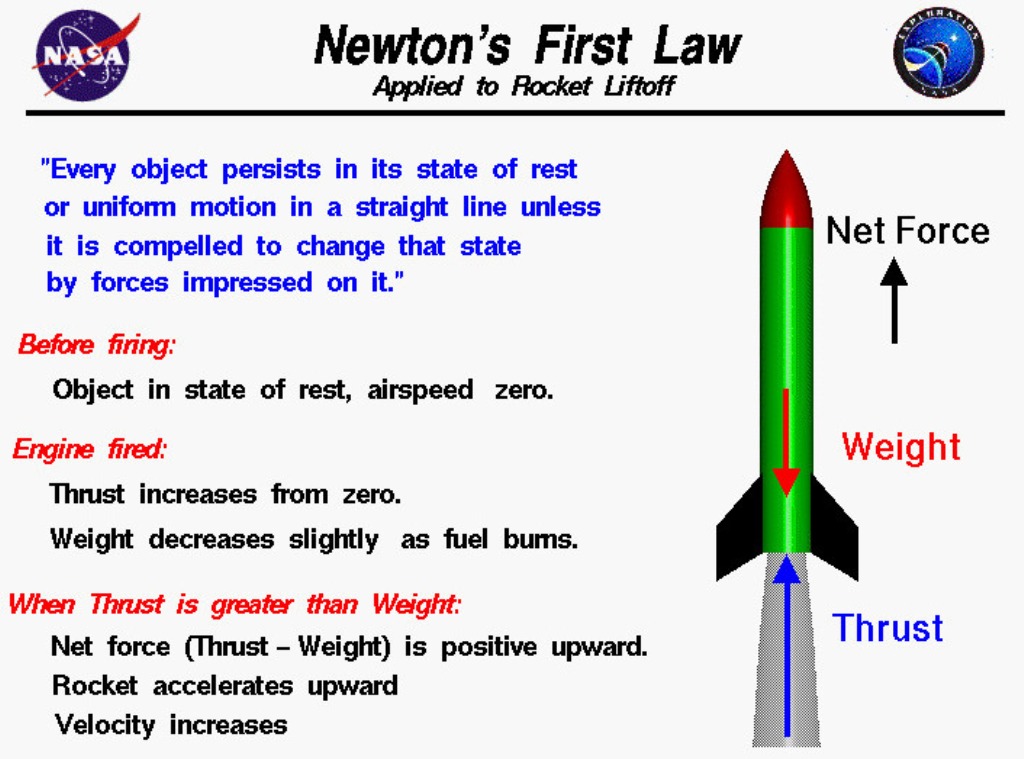 NASA
Newton's First Law
EXPLORATION
NASA
Applied to Rocket Liftoff
"Every object persists in its state of rest
or uniform motion in a straight line unless
it is compelled to change that state
by forces impressed on it."
Net Force
Before firing:
Object in state of rest, airspeed zero.
Engine fired:
Weight
Thrust increases from zero.
Weight decreases slightly as fuel burns.
When Thrust is greater than Weight:
Thrust
Net force (Thrust – Weight) is positive upward.
Rocket accelerates upward
Velocity increases